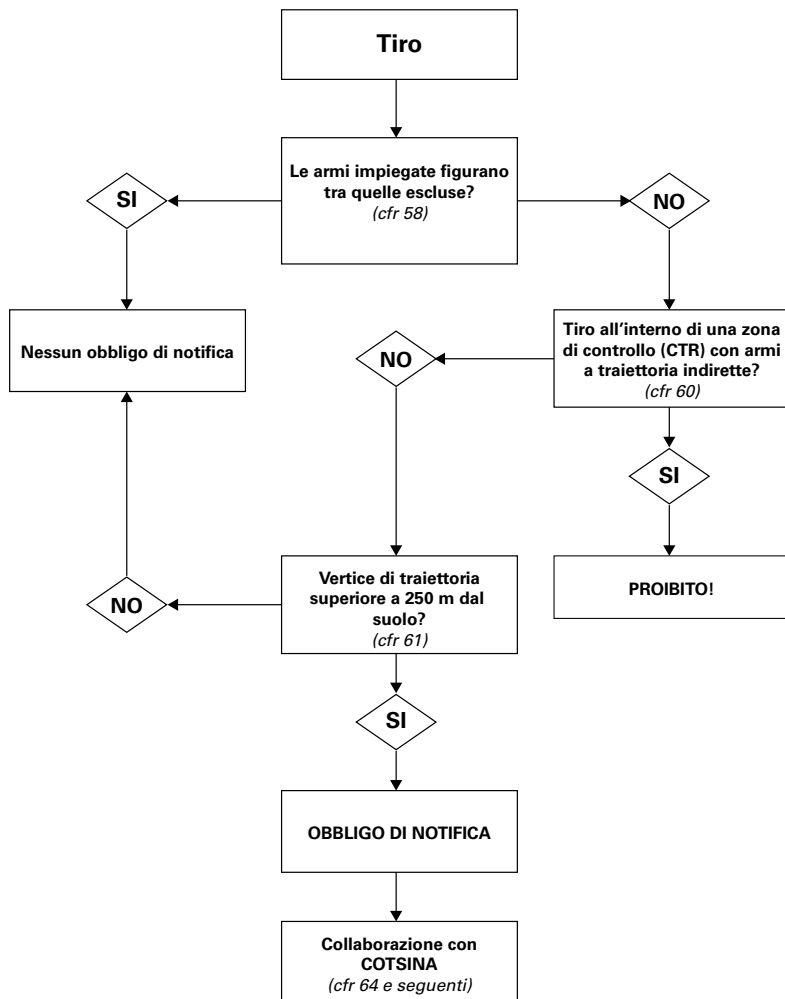 Tiro
Le armi impiegate figurano
tra quelle escluse?
(cfr 58)
SI
NO
Nessun obbligo di notifica
Tiro all'interno di una zona
di controllo (CTR) con armi
a traiettoria indirette?
(cfr 60)
NO
SI
Vertice di traiettoria
superiore a 250 m dal
suolo?
(cfr 61)
NO
PROIBITO!
SI
OBBLIGO DI NOTIFICA
Collaborazione con
COTSINA
(cfr 64 e seguenti)